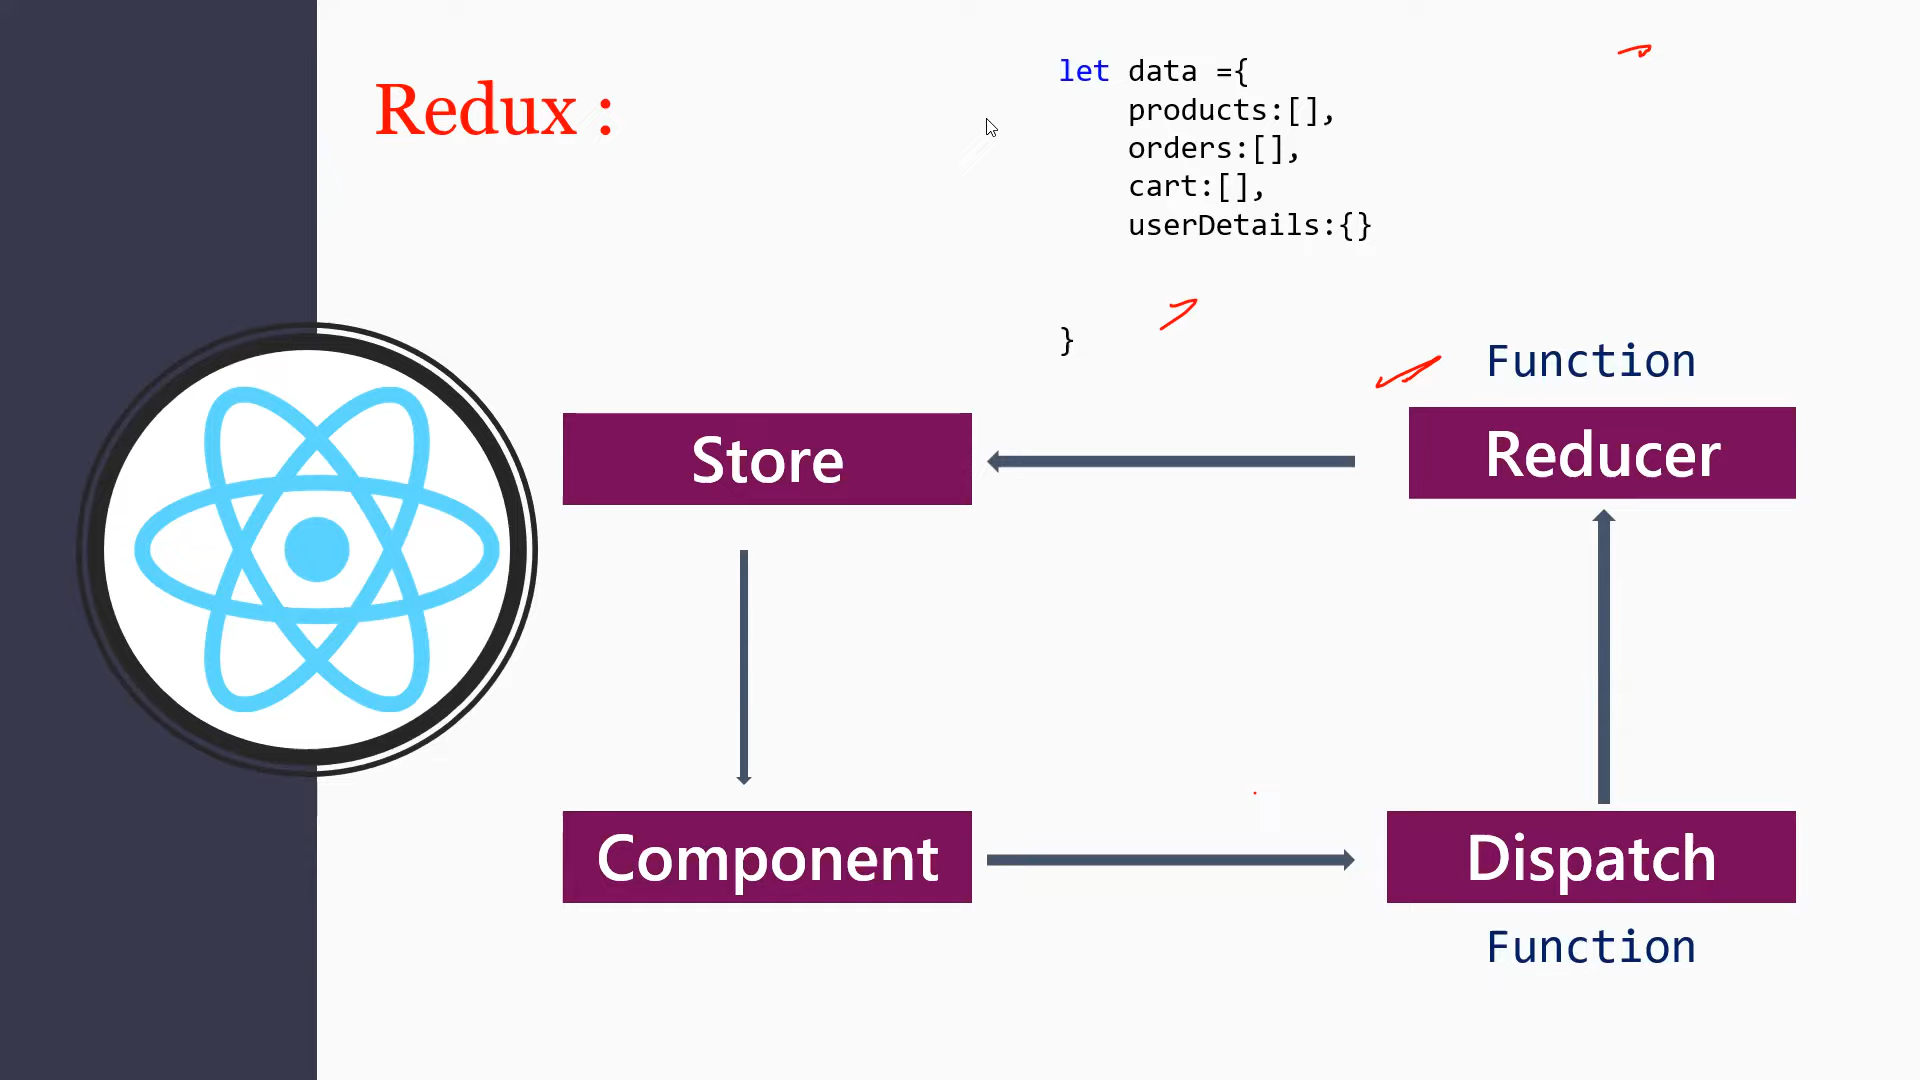 Redux :
let data ={
products:[],
orders:[],
cart:[],
userDetails:{}
}
Function
Store
Reducer
Component
Dispatch
Function